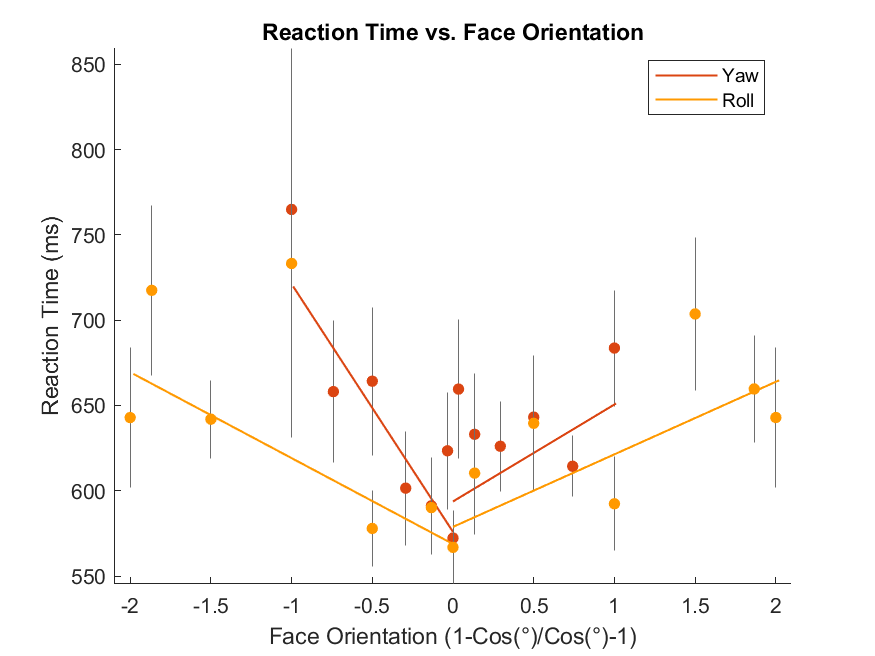 Reaction Time vs. Face Orientation
Yaw
Roll
Reaction Time (ms)
850
800
750
700
650
600
550
-2 -1.5 -1 -0.5 0 0.5 1 1.5 2
Face Orientation (1-Cos(°)/Cos(°)-1)